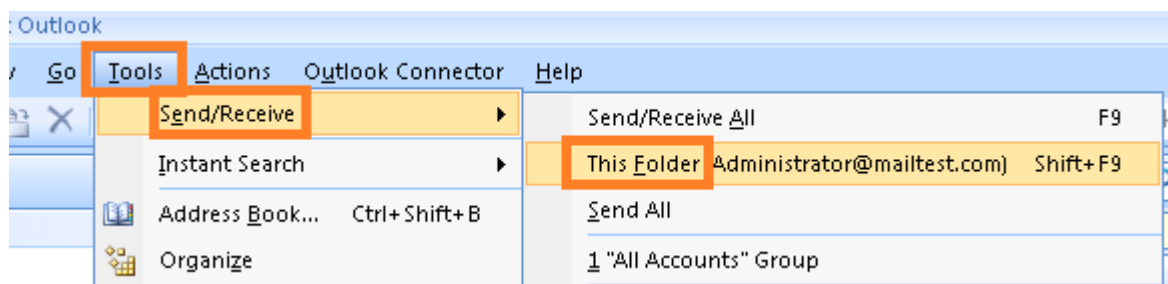 Outlook
Go Tools Actions Outlook Connector Help
Send/Receive
Send/Receive All F9
Instant Search
This Folder Administrator@mailtest.com) Shift+F9
Address Book... Ctrl+Shift+B
Send All
Organize
1 "All Accounts" Group